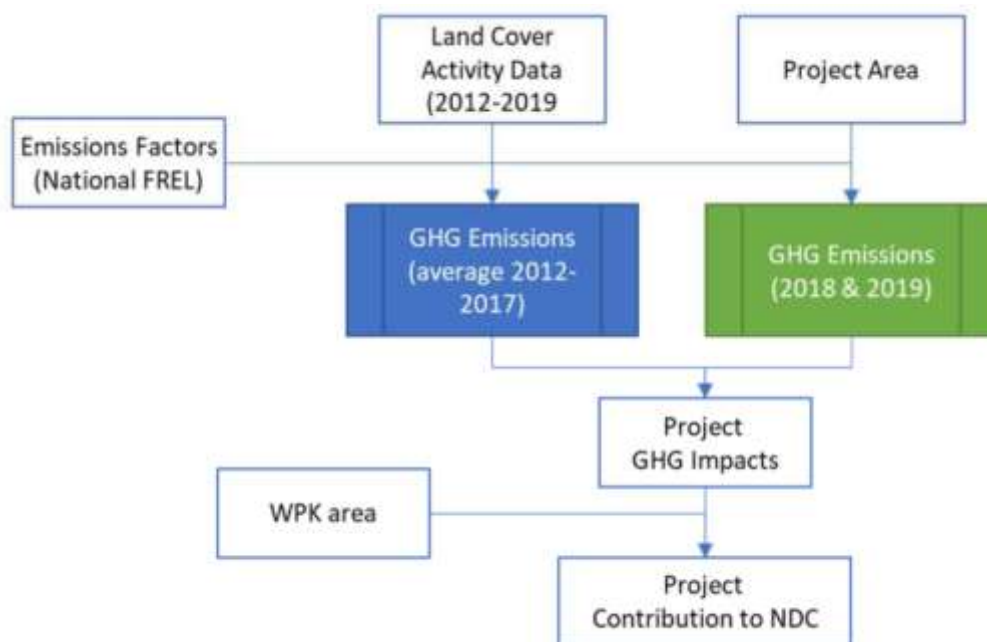 Land Cover
Activity Data
(2012-2019
Project Area
Emissions Factors
(National FREL)
GHG Emissions
(average 2012-
2017)
GHG Emissions
(2018 & 2019)
Project
GHG Impacts
WPK area
Project
Contribution to NDC